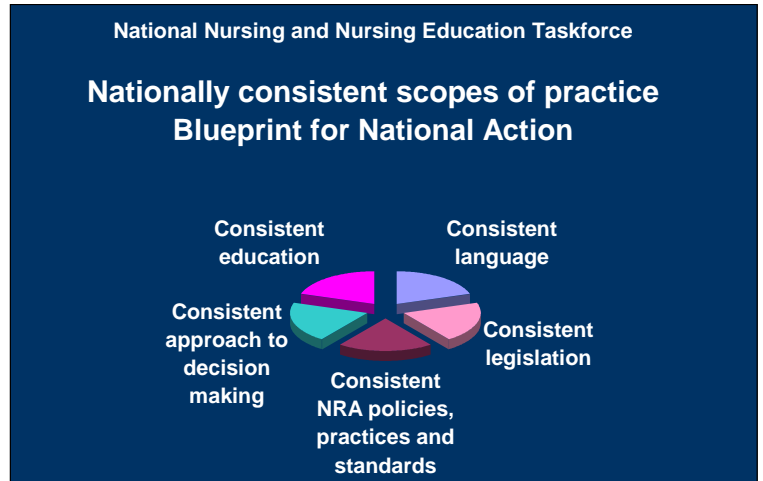 National Nursing and Nursing Education Taskforce
Nationally consistent scopes of practice
Blueprint for National Action
Consistent
education
Consistent
language
Consistent
approach to
decision
making
Consistent
legislation
Consistent
NRA policies,
practices and
standards